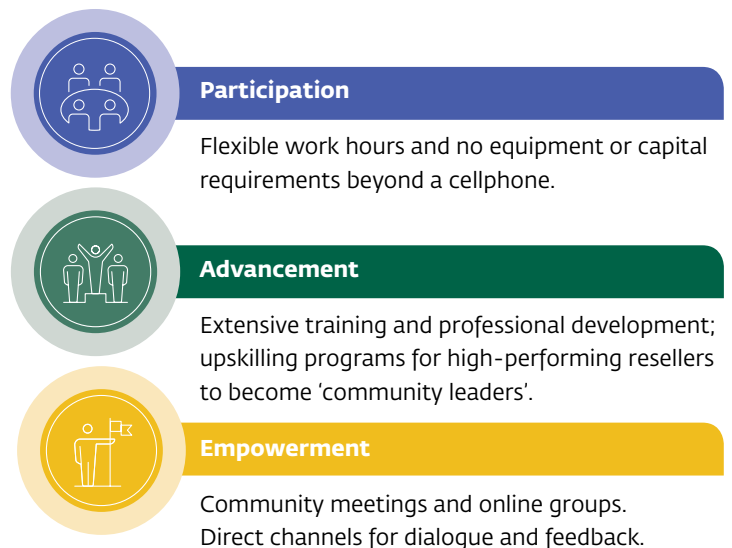 Participation
Flexible work hours and no equipment or capital
requirements beyond a cellphone.
Advancement
Extensive training and professional development;
upskilling programs for high-performing resellers
to become ‘community leaders’.
Empowerment
Community meetings and online groups.
Direct channels for dialogue and feedback.